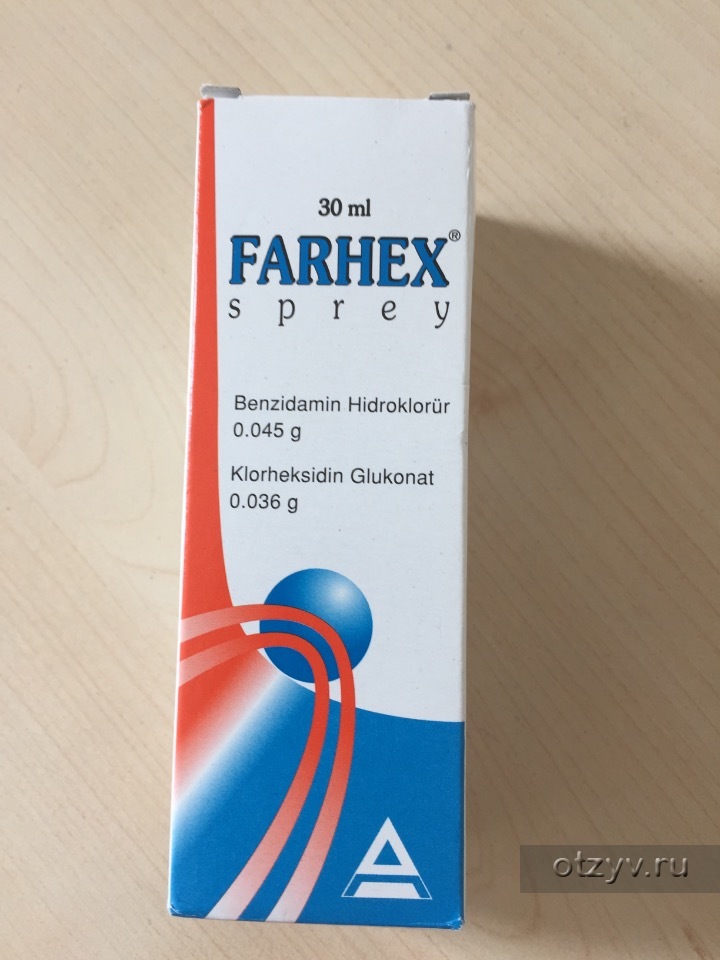 30 ml
FARHEX®
sprey
Benzidamin Hidroklorür
0.045 g
Klorheksidin Glukonat
0.036 g
otzyv.ru